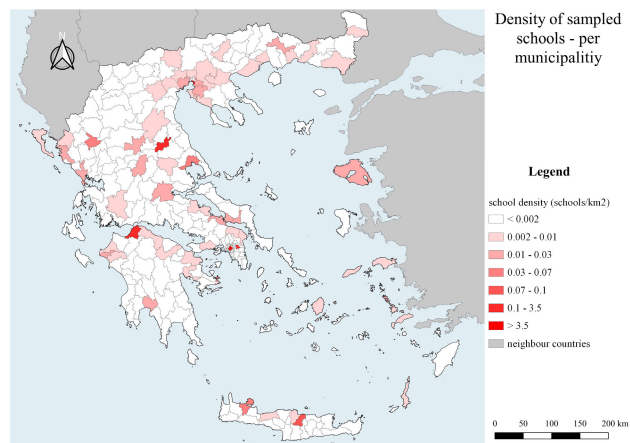 Density of sampled
schools - per
municipalitiy
N
Legend
school density (schools/km2)
< 0.002
0.002 - 0.01
0.01 - 0.03
0.03 - 0.07
0.07 - 0.1
0.1 - 3.5
> 3.5
neighbour countries
0 50 100 150 200 km